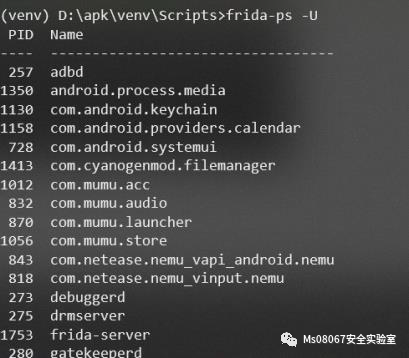 (venv) D:\apk\venv\Scripts>frida-ps -U
PID Name
---- ----------------------------------
257 adbd
1350 android.process.media
1130 com.android.keychain
1158 com.android.providers.calendar
728 com.android.systemui
1413 com.cyanogenmod.filemanager
1012 com.mumu.acc
832 com.mumu.audio
870 com.mumu.launcher
1056 com.mumu.store
843 com.netease.nemu_vapi_android.nemu
818 com.netease.nemu_vinput.nemu
273 debuggerd
275 drmserver
1753 frida-server
280 gatekeeperd
Ms08067安全实验室